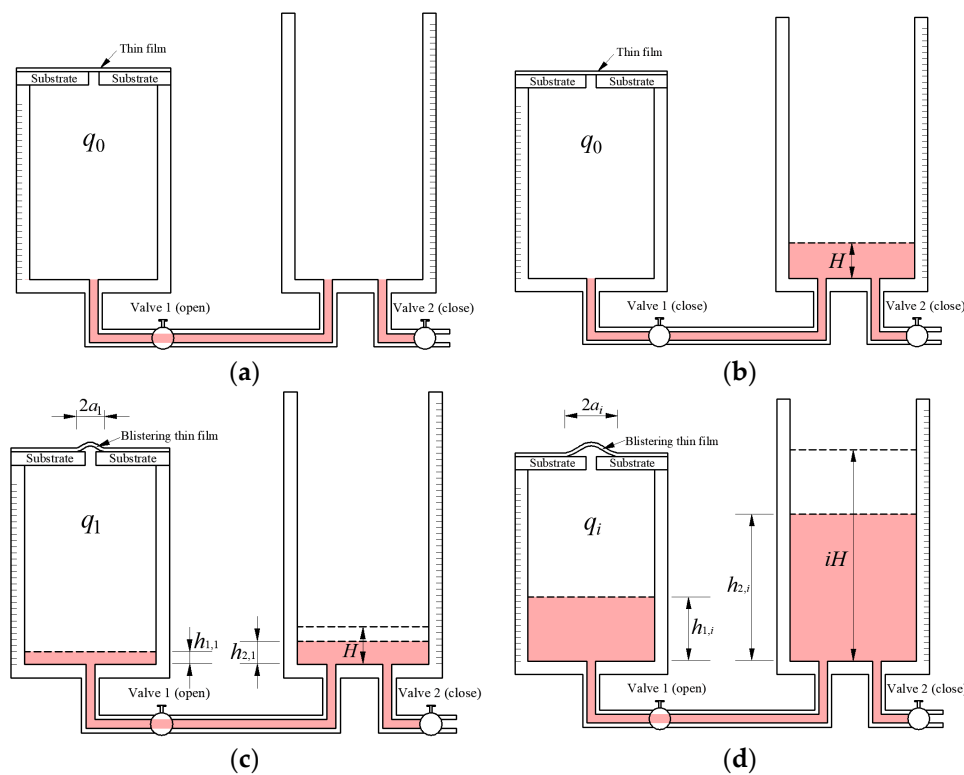 Thin film
Substrate Substrate
q0
Valve 1 (open)
Valve 2 (close)
(a)
Thin film
Substrate Substrate
q0
H
Valve 1 (close)
Valve 2 (close)
(b)
2a1
Blistering thin film
Substrate Substrate
q1
h1,1
h2,1
H
Valve 1 (open)
Valve 2 (close)
(c)
2ai
Blistering thin film
Substrate Substrate
qi
iH
h2,i
h1,i
Valve 1 (open)
Valve 2 (close)
(d)